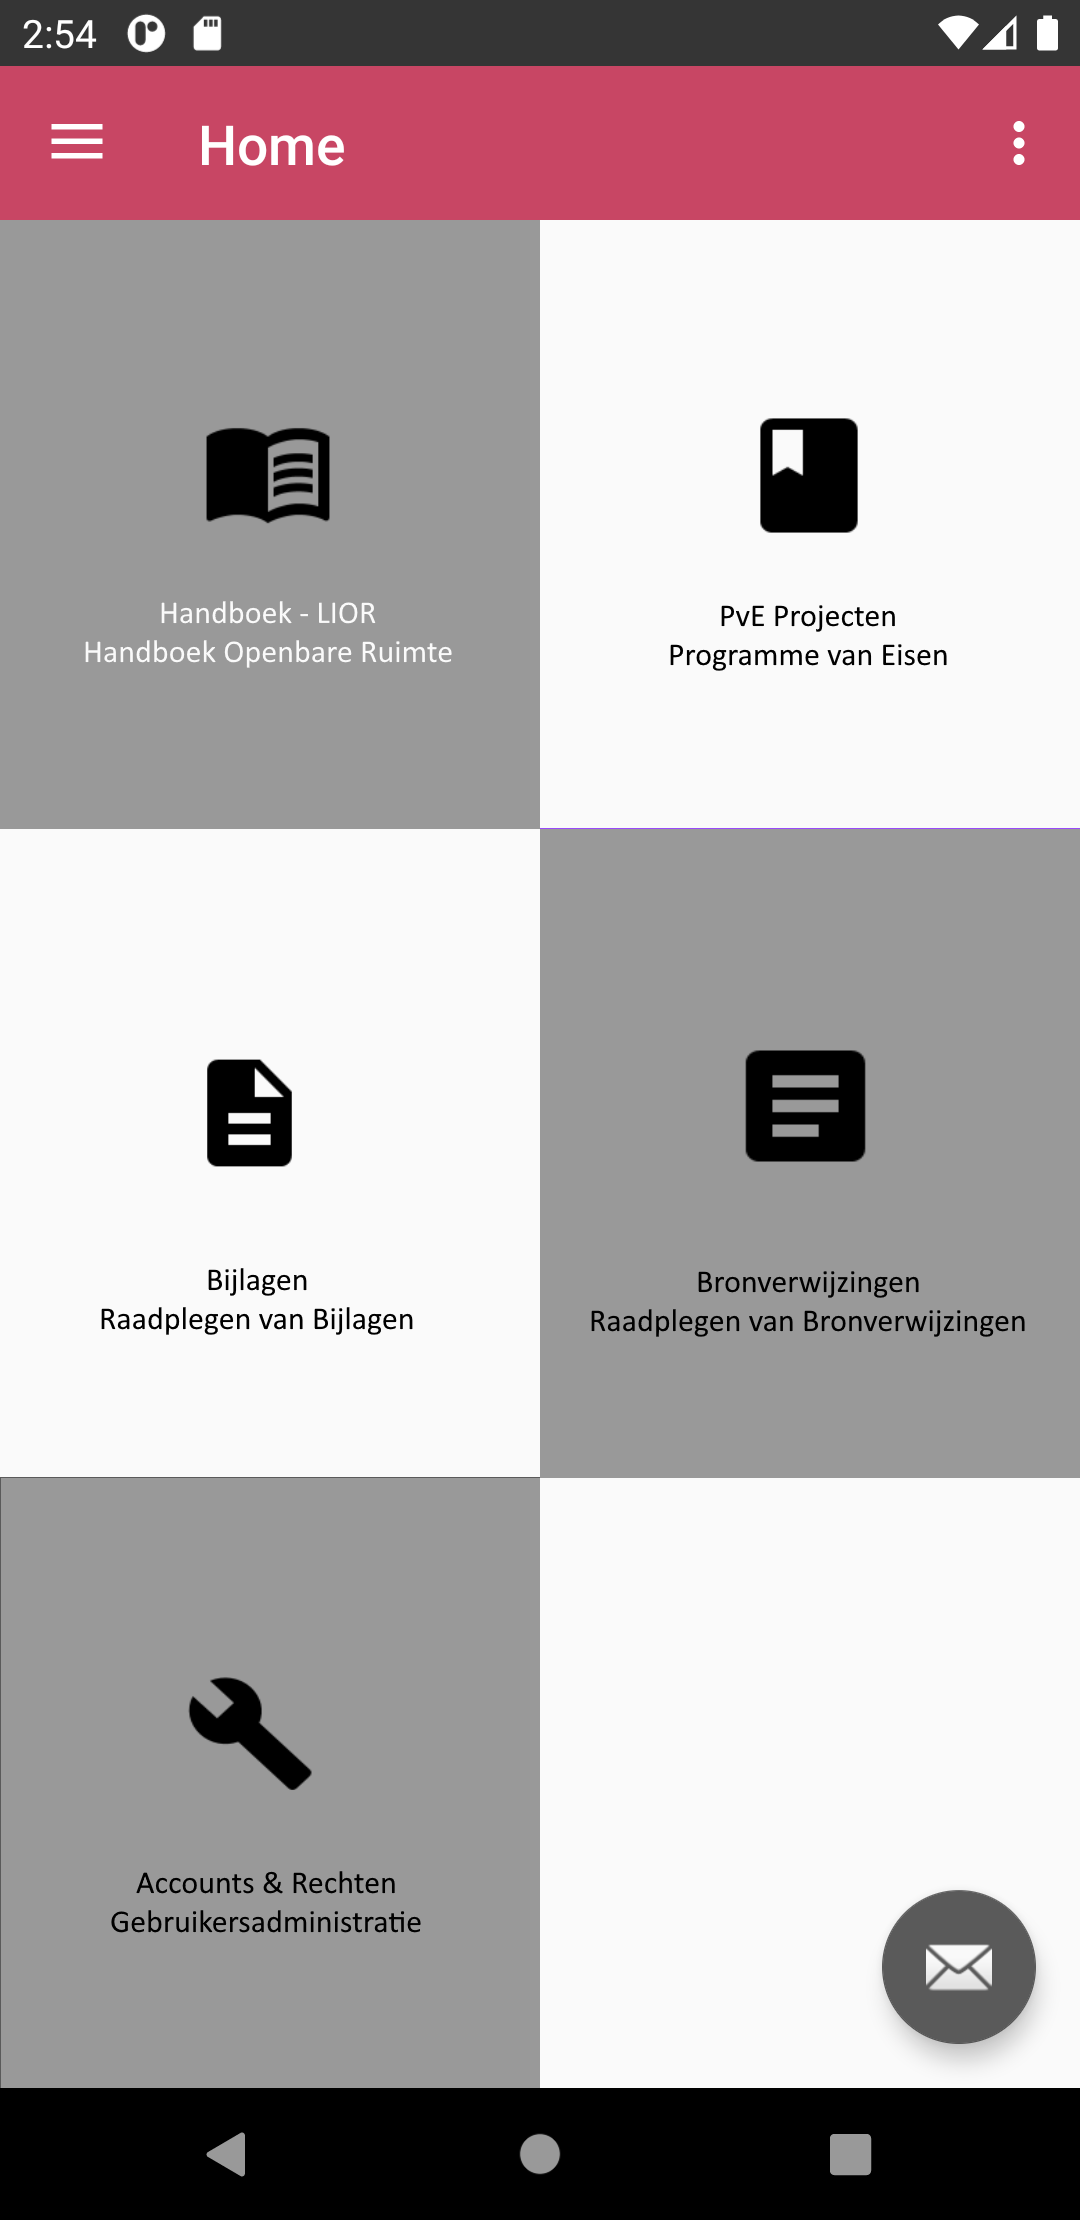 2:54
Home
Handboek - LIOR
Handboek Openbare Ruimte
PvE Projecten
Programme van Eisen
Bijlagen
Raadplegen van Bijlagen
Bronverwijzingen
Raadplegen van Bronverwijzingen
Accounts & Rechten
Gebruikersadministratie